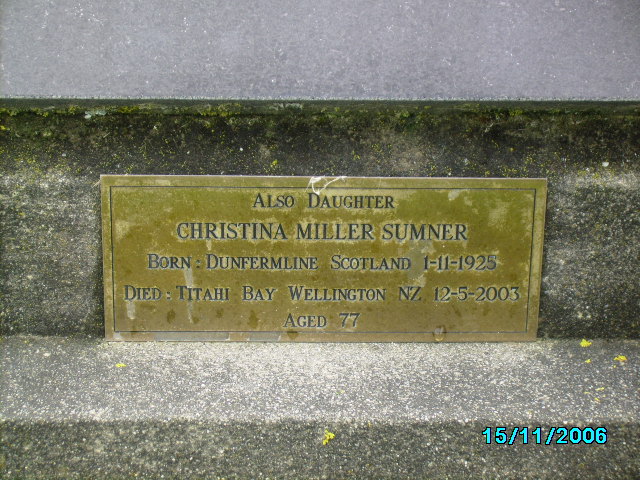 ALSO DAUGHTER
CHRISTINA MILLER SUMNER
BORN: DUNFERMLINE SCOTLAND 1-11-1925
DIED: TITAHI BAY WELLINGTON NZ 12-5-2003
AGED 77
15/11/2006